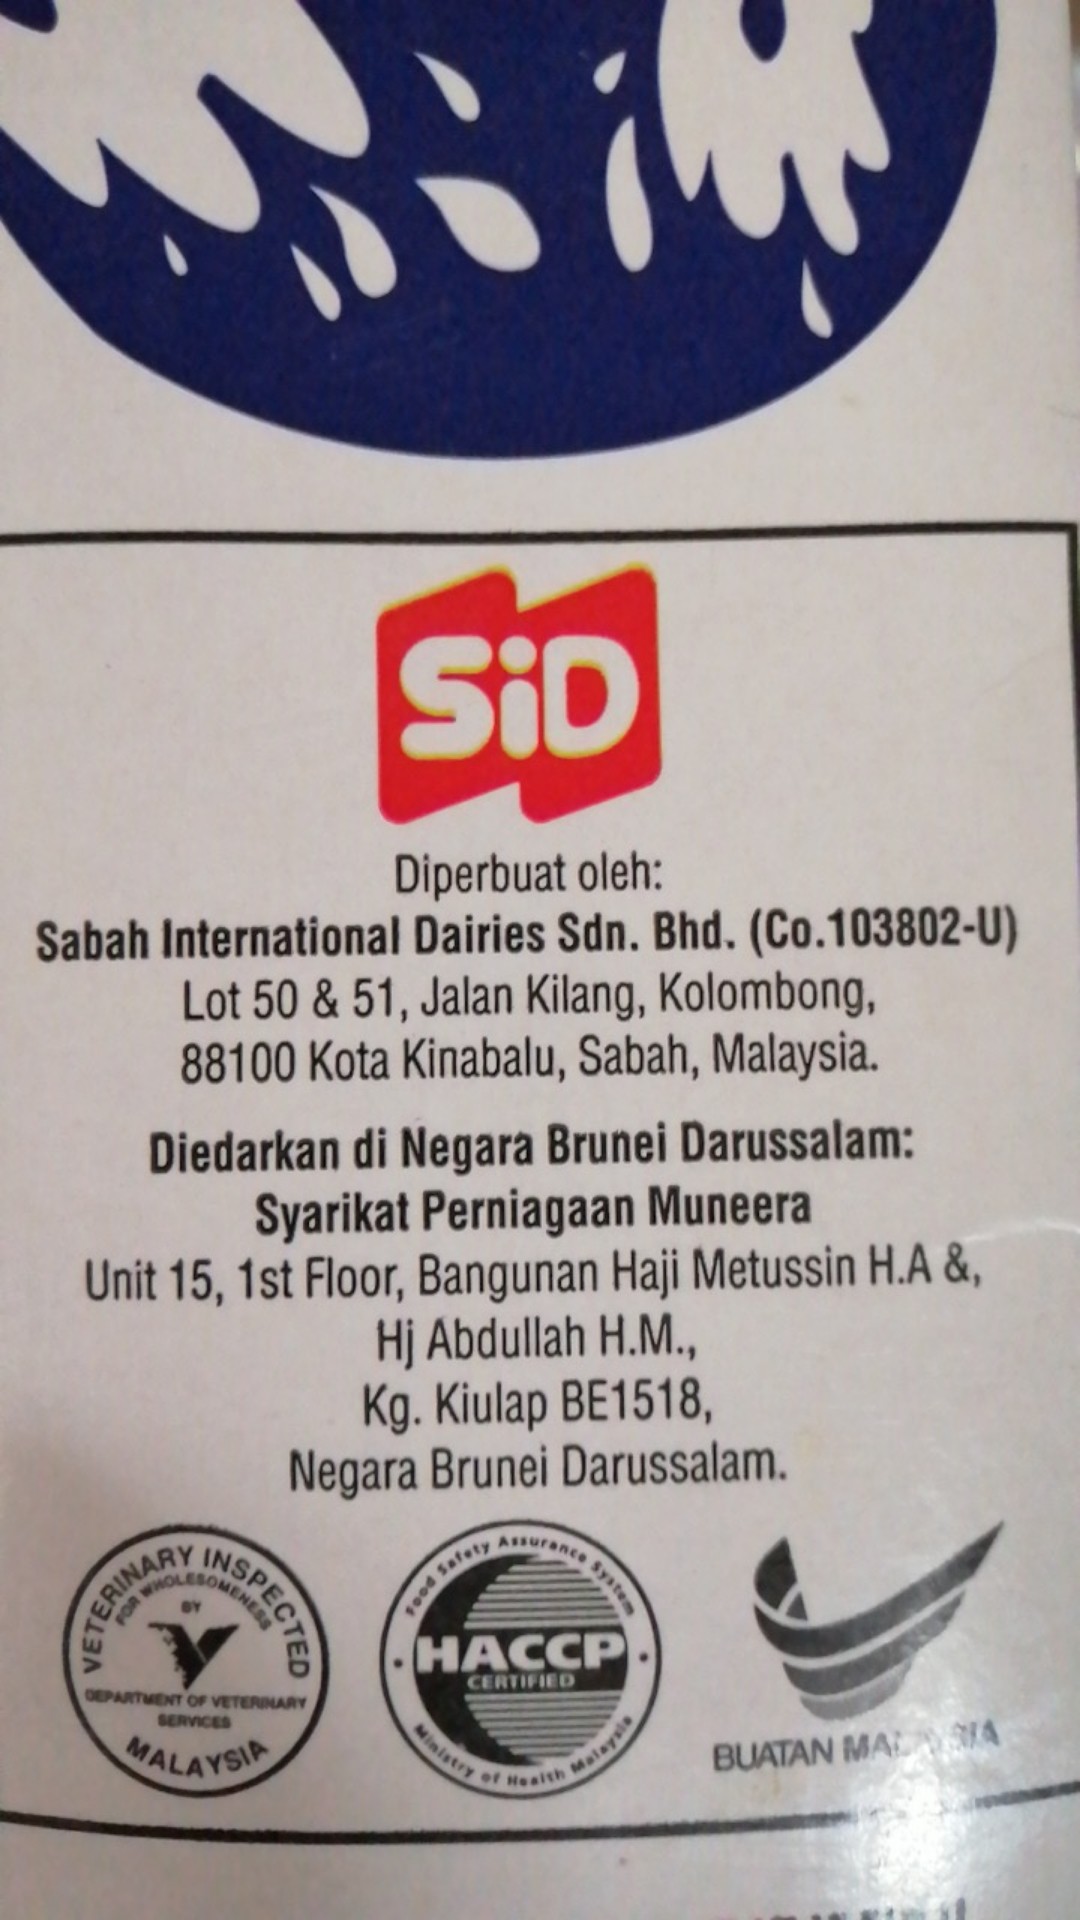 SiD
Diperbuat oleh:
Sabah International Dairies Sdn. Bhd. (Co.103802-U)
Lot 50 & 51, Jalan Kilang, Kolombong,
88100 Kota Kinabalu, Sabah, Malaysia.
Diedarkan di Negara Brunei Darussalam:
Syarikat Perniagaan Muneera
Unit 15, 1st Floor, Bangunan Haji Metussin H.A &,
Hj Abdullah H.M.,
Kg. Kiulap BE1518,
Negara Brunei Darussalam.
VETERINARY INSPECTED
FOR WHOLESOMENESS
BY
V
DEPARTMENT OF VETERINARY
SERVICES
MALAYSIA
Food Safety Assurance System
HACCP
CERTIFIED
Ministry of Health Malaysia
BUATAN MALAYSIA